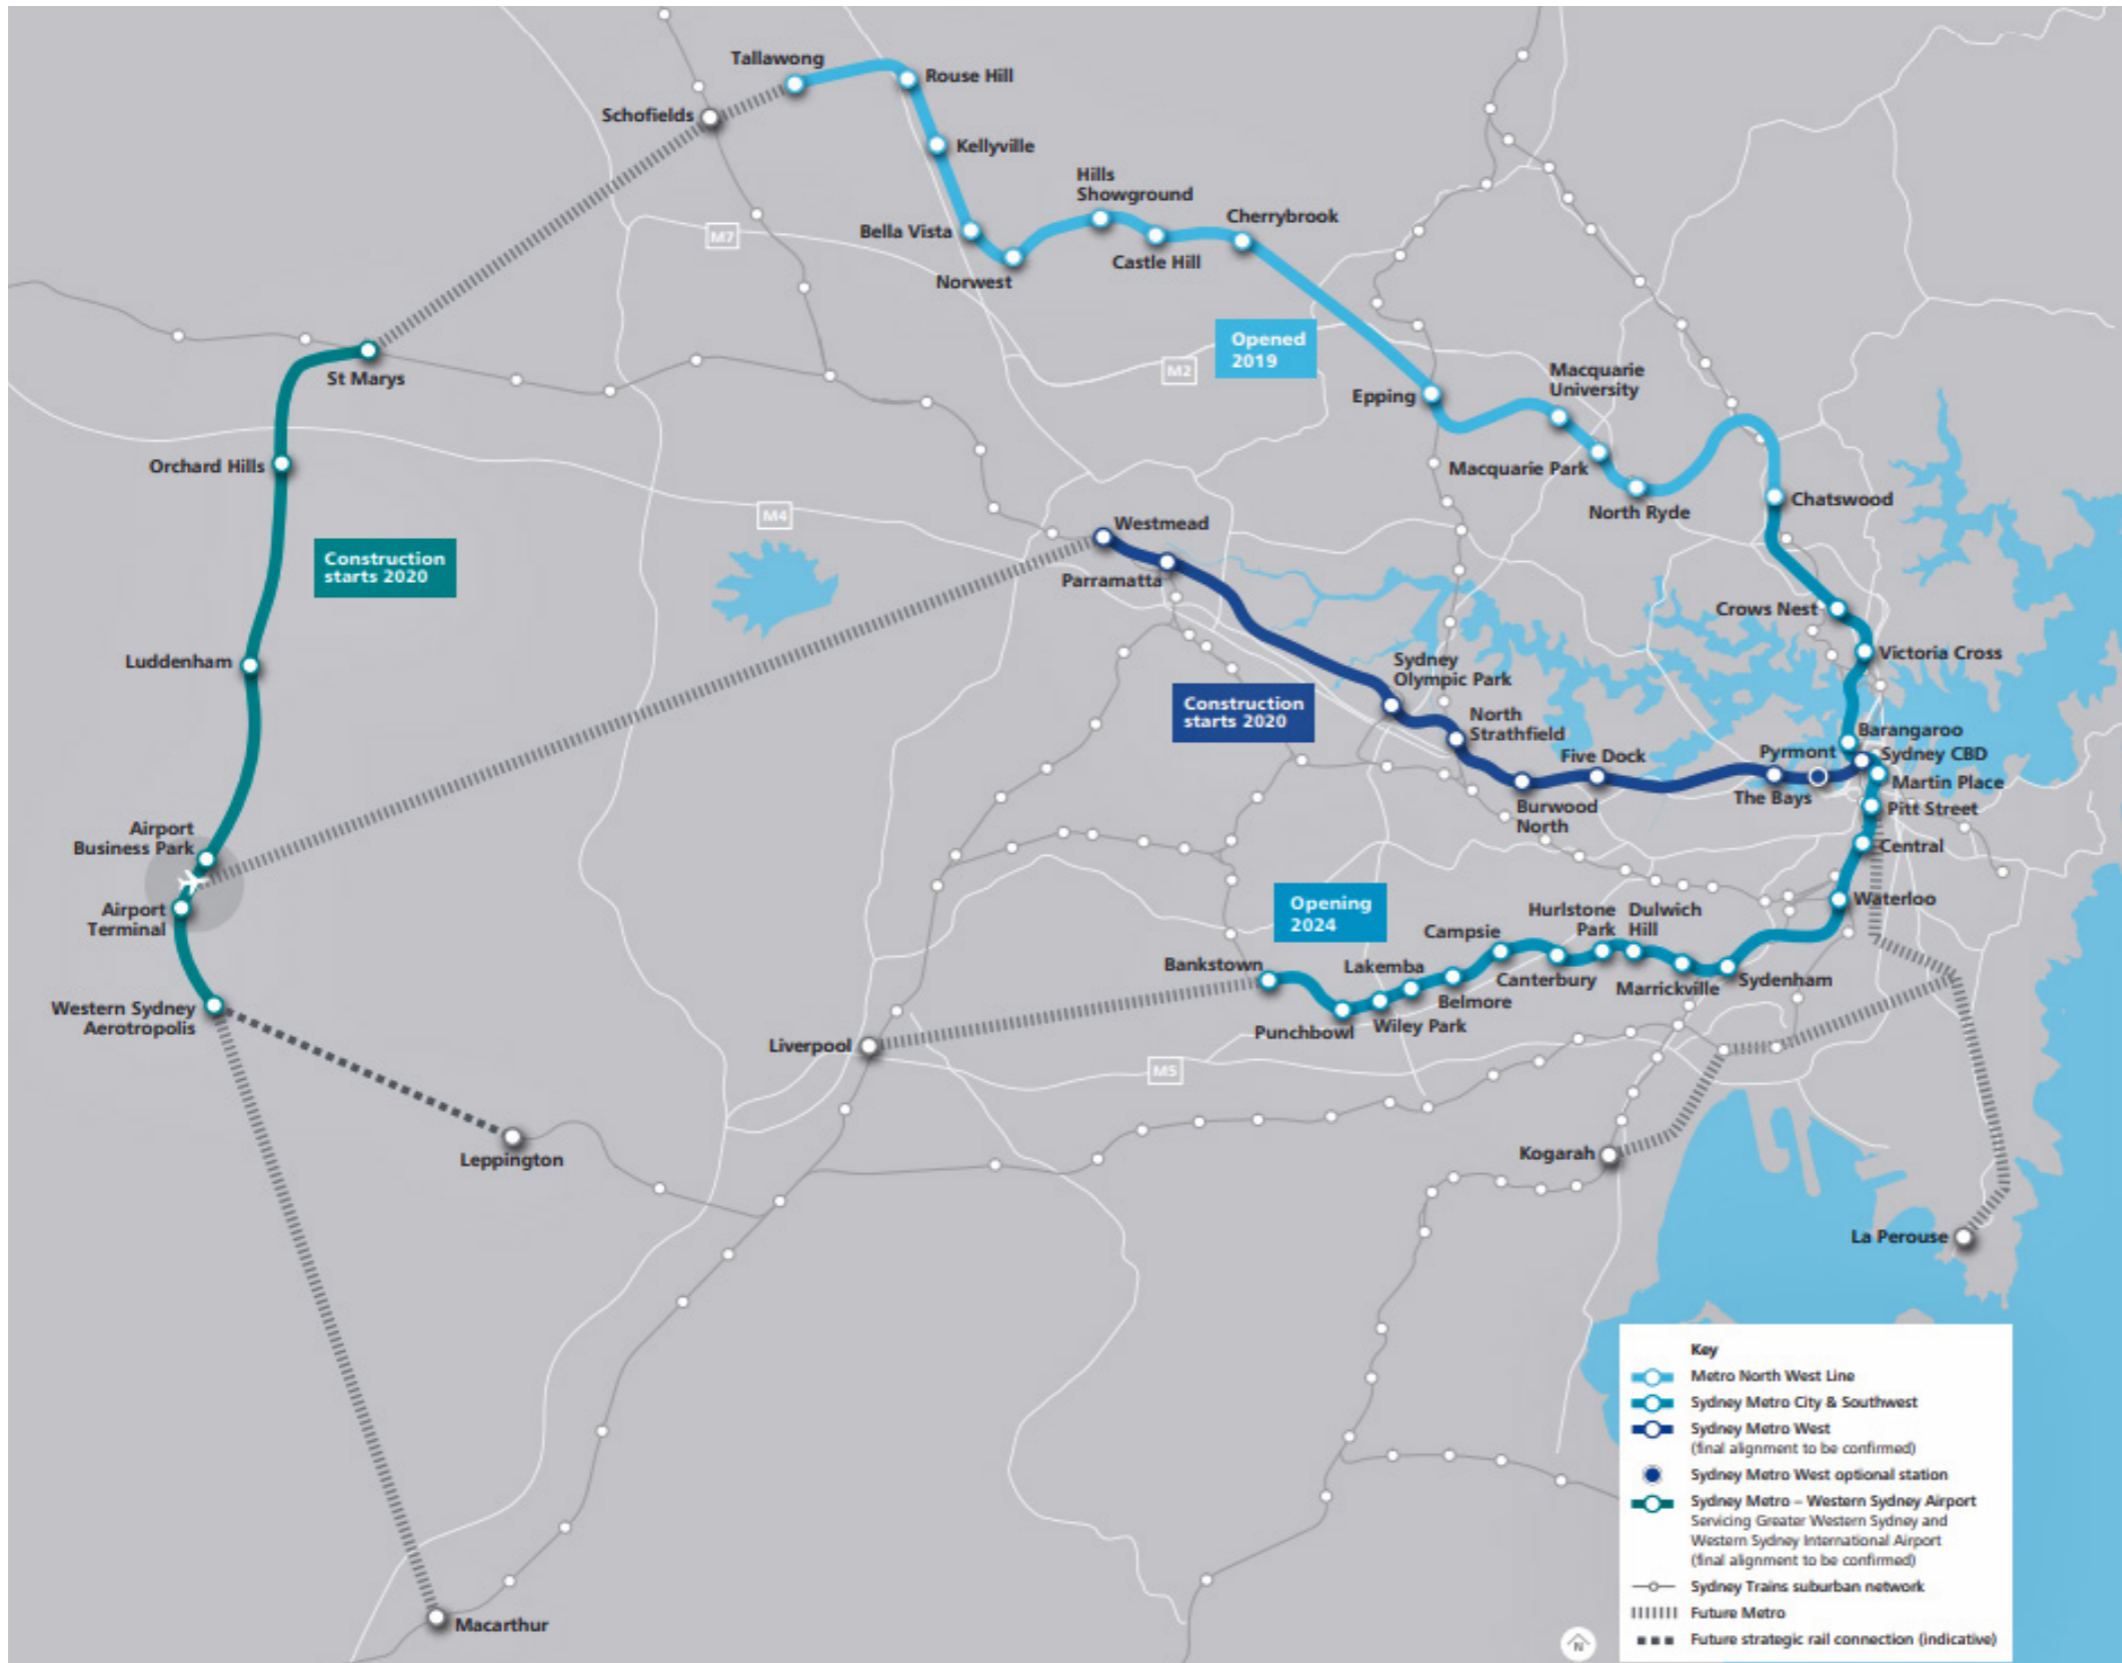 Tallawong
Rouse Hill
Schofields
Kellyville
Hills
Showground
Cherrybrook
Bella Vista
M7
Castle Hill
Norwest
Opened
2019
St Marys
M2
Macquarie
University
Epping
Orchard Hills
Macquarie Park
Chatswood
M4
North Ryde
Westmead
Construction
starts 2020
Parramatta
Crows Nest
Luddenham
Sydney
Olympic Park
Victoria Cross
Construction
starts 2020
North
Strathfield
Barangaroo
Pyrmont
Sydney CBD
Five Dock
Martin Place
The Bays
Burwood
North
Pitt Street
Airport
Business Park
Central
Opening
2024
Waterloo
Airport
Terminal
Hurlstone
Park
Dulwich
Hill
Campsie
Bankstown
Lakemba
Canterbury
Sydenham
Marrickville
Belmore
Western Sydney
Aerotropolis
Punchbowl
Wiley Park
Liverpool
M5
Leppington
Kogarah
La Perouse
Macarthur
Key
Metro North West Line
Sydney Metro City & Southwest
Sydney Metro West
(final alignment to be confirmed)
Sydney Metro West optional station
Sydney Metro – Western Sydney Airport
Servicing Greater Western Sydney and
Western Sydney International Airport
(final alignment to be confirmed)
Sydney Trains suburban network
Future Metro
Future strategic rail connection (indicative)
N